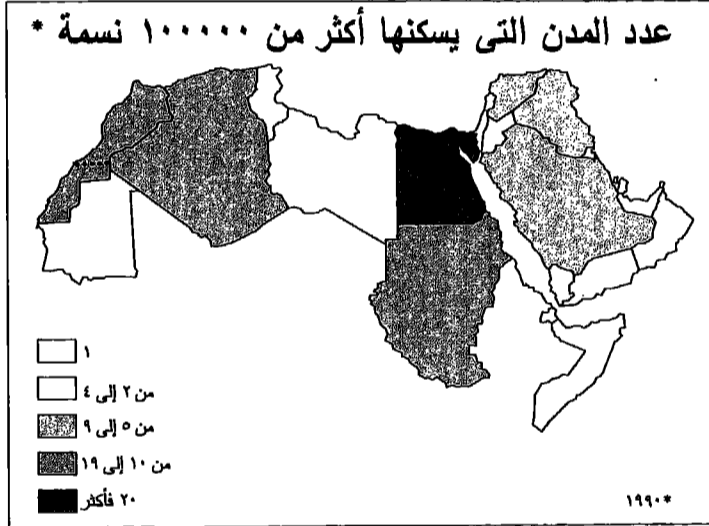 عدد المدن التى يسكنها أكثر من ١٠٠٠٠٠ نسمة *
١
من ٢ إلى ٤
من ٥ إلى ٩
من ١٠ إلى ١٩
٢٠ فأكثر
*١٩٩٠